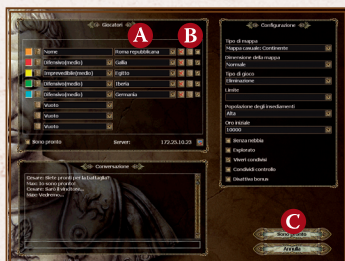 Giocatori
A
B
Nome Roma repubblicana
Difensivo(medio) Gallia
Imprevedibile(medio) Egitto
Difensivo(medio) Iberia
Difensivo(medio) Germania
Vuoto
Vuoto
Vuoto
Sono pronto Server: 172.25.10.23
Conversazione
Cesare: Siete pronti per la battaglia?
Max: Io sono pronto!
Cesare: Sarò il vincitore...
Max: Vedremo...
Configurazione
Tipo di mappa
Mappa casuale: Continente
Dimensione della mappa
Normale
Tipo di gioco
Eliminazione
Limite
Popolazione degli insediamenti
Alta
Oro iniziale
10000
Senza nebbia
Esplorato
Viveri condivisi
Condividi controllo
Disattiva bonus
C
Sono pronto
Annulla